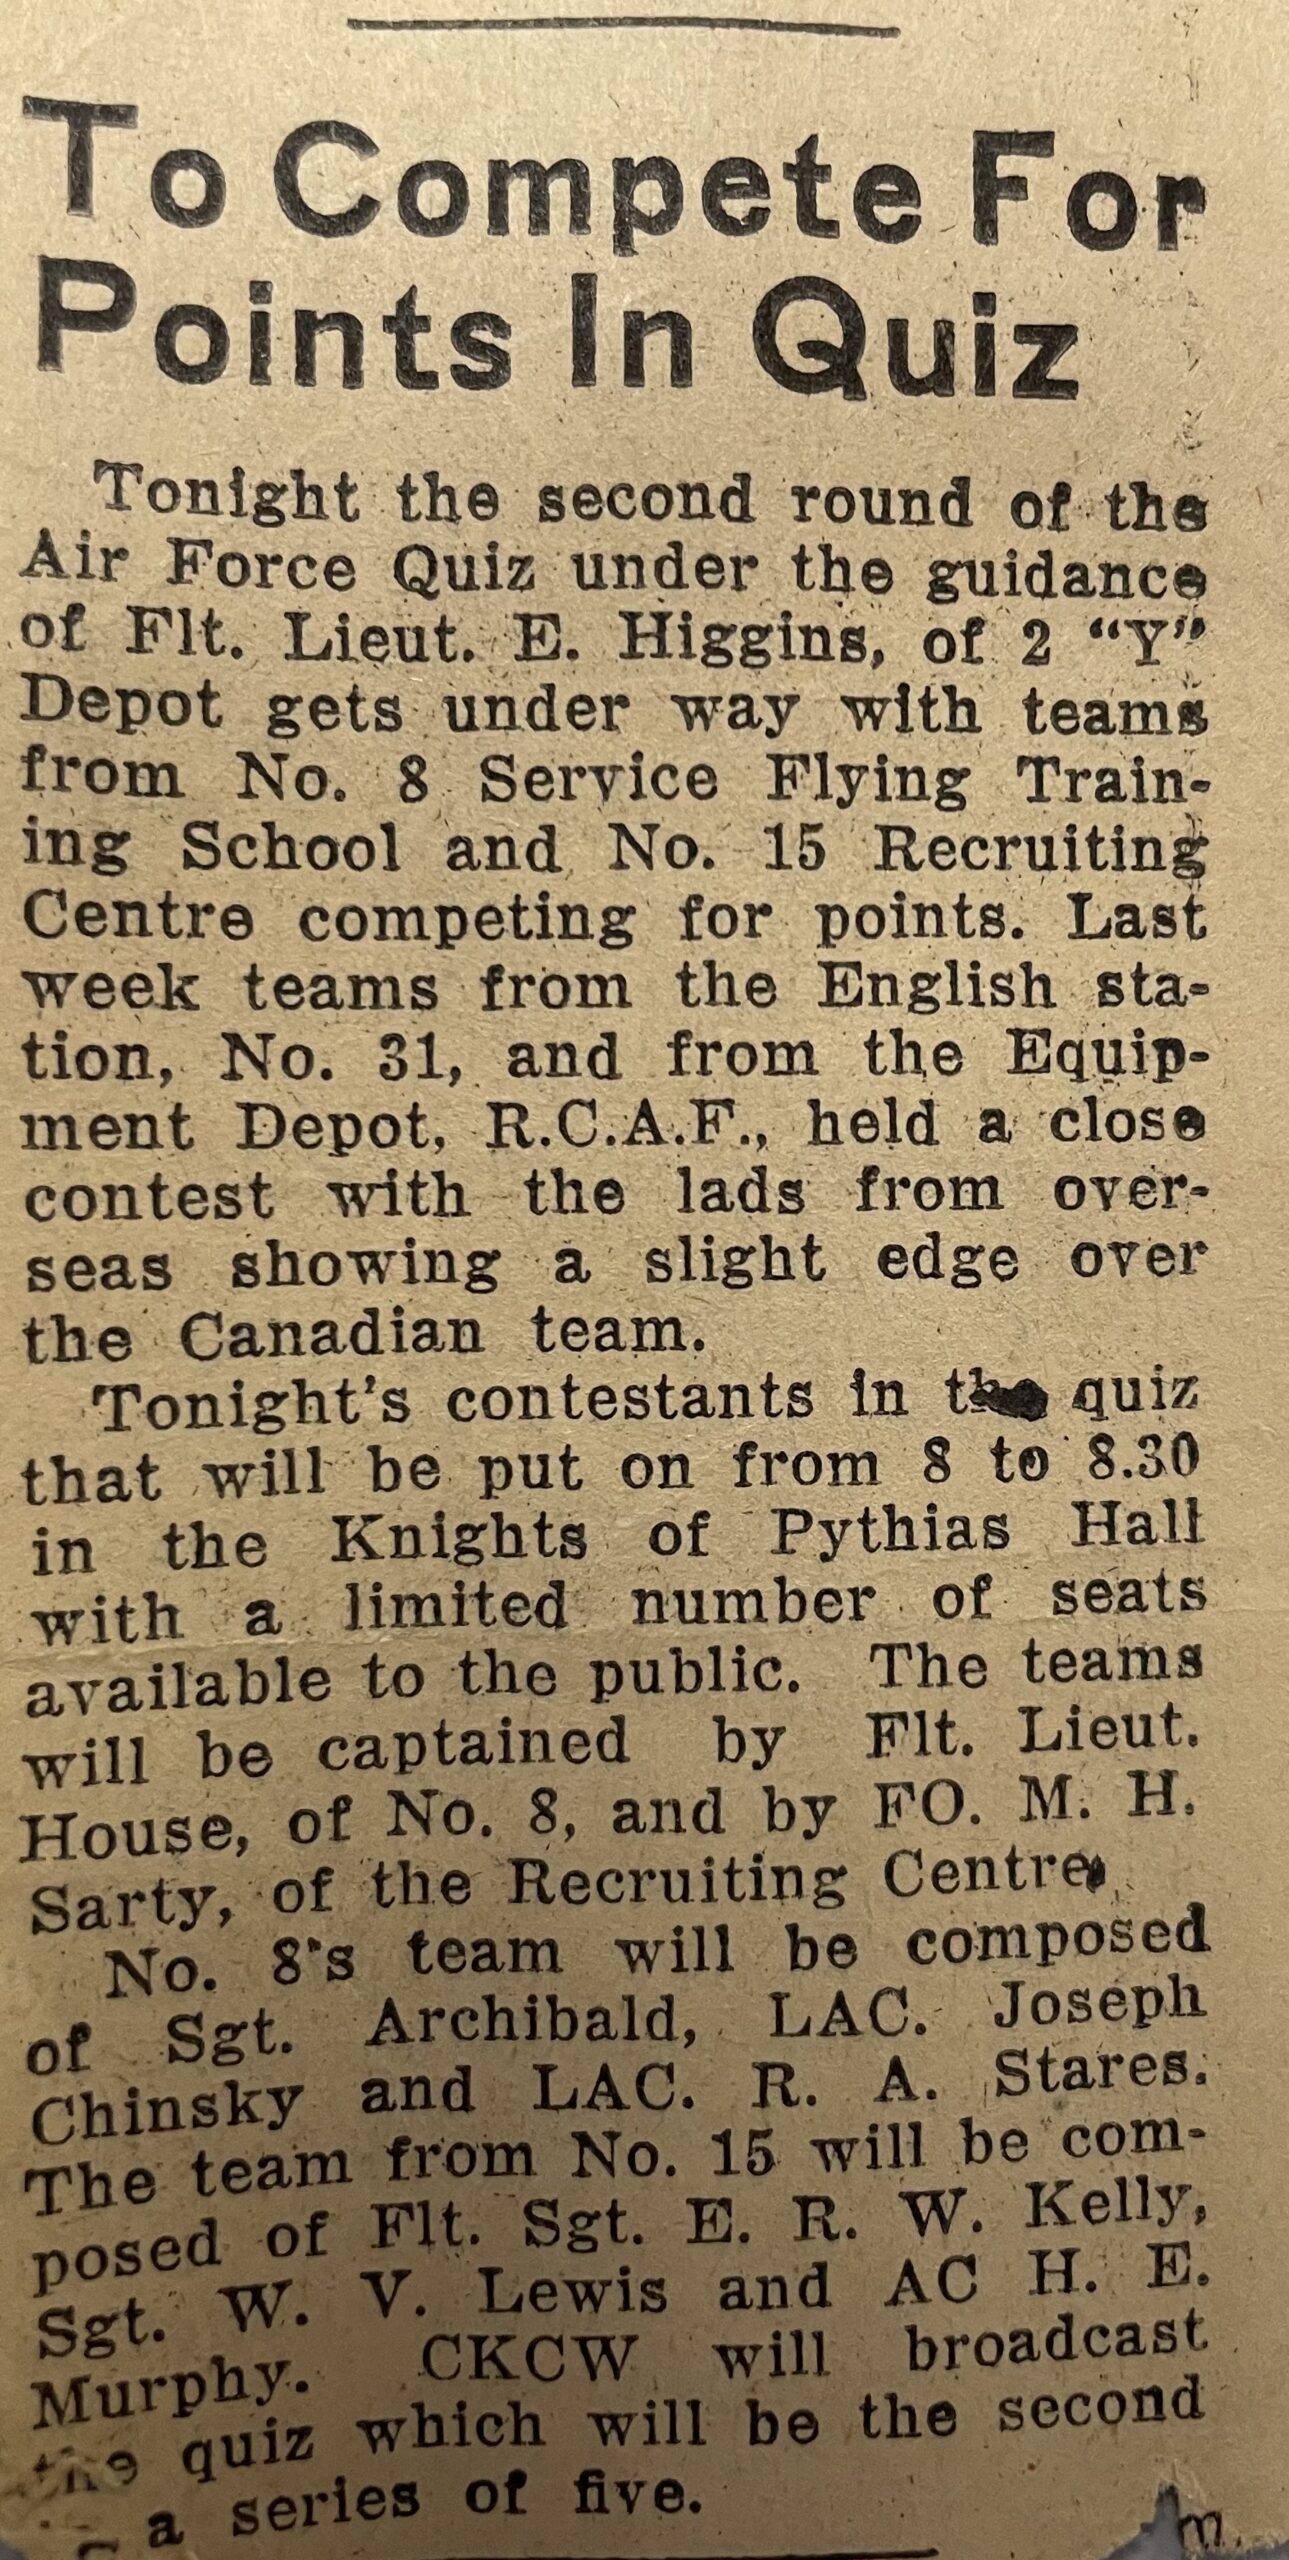 To Compete For
Points In Quiz
Tonight the second round of the
Air Force Quiz under the guidance
of Flt. Lieut. E. Higgins, of 2 “Y”
Depot gets under way with teams
from No. 8 Service Flying Train-
ing School and No. 15 Recruiting
Centre competing for points. Last
week teams from the English sta-
tion, No. 31, and from the Equip-
ment Depot, R.C.A.F., held a close
contest with the lads from over-
seas showing a slight edge over
the Canadian team.
Tonight's contestants in the quiz
that will be put on from 8 to 8.30
in the Knights of Pythias Hall
with a limited number of seats
available to the public. The teams
will be captained by Flt. Lieut.
House, of No. 8, and by FO. M. H.
Sarty, of the Recruiting Centre.
No. 8's team will be composed
of Sgt. Archibald, LAC. Joseph
Chinsky and LAC. R. A. Stares.
The team from No. 15 will be com-
posed of Flt. Sgt. E. R. W. Kelly,
Sgt. W. V. Lewis and AC H. E.
Murphy. CKCW will broadcast
the quiz which will be the second
a series of five.